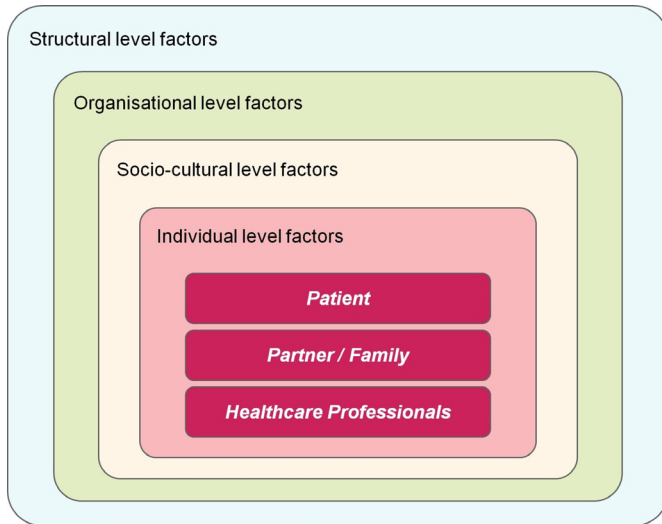 Structural level factors
Organisational level factors
Socio-cultural level factors
Individual level factors
Patient
Partner / Family
Healthcare Professionals